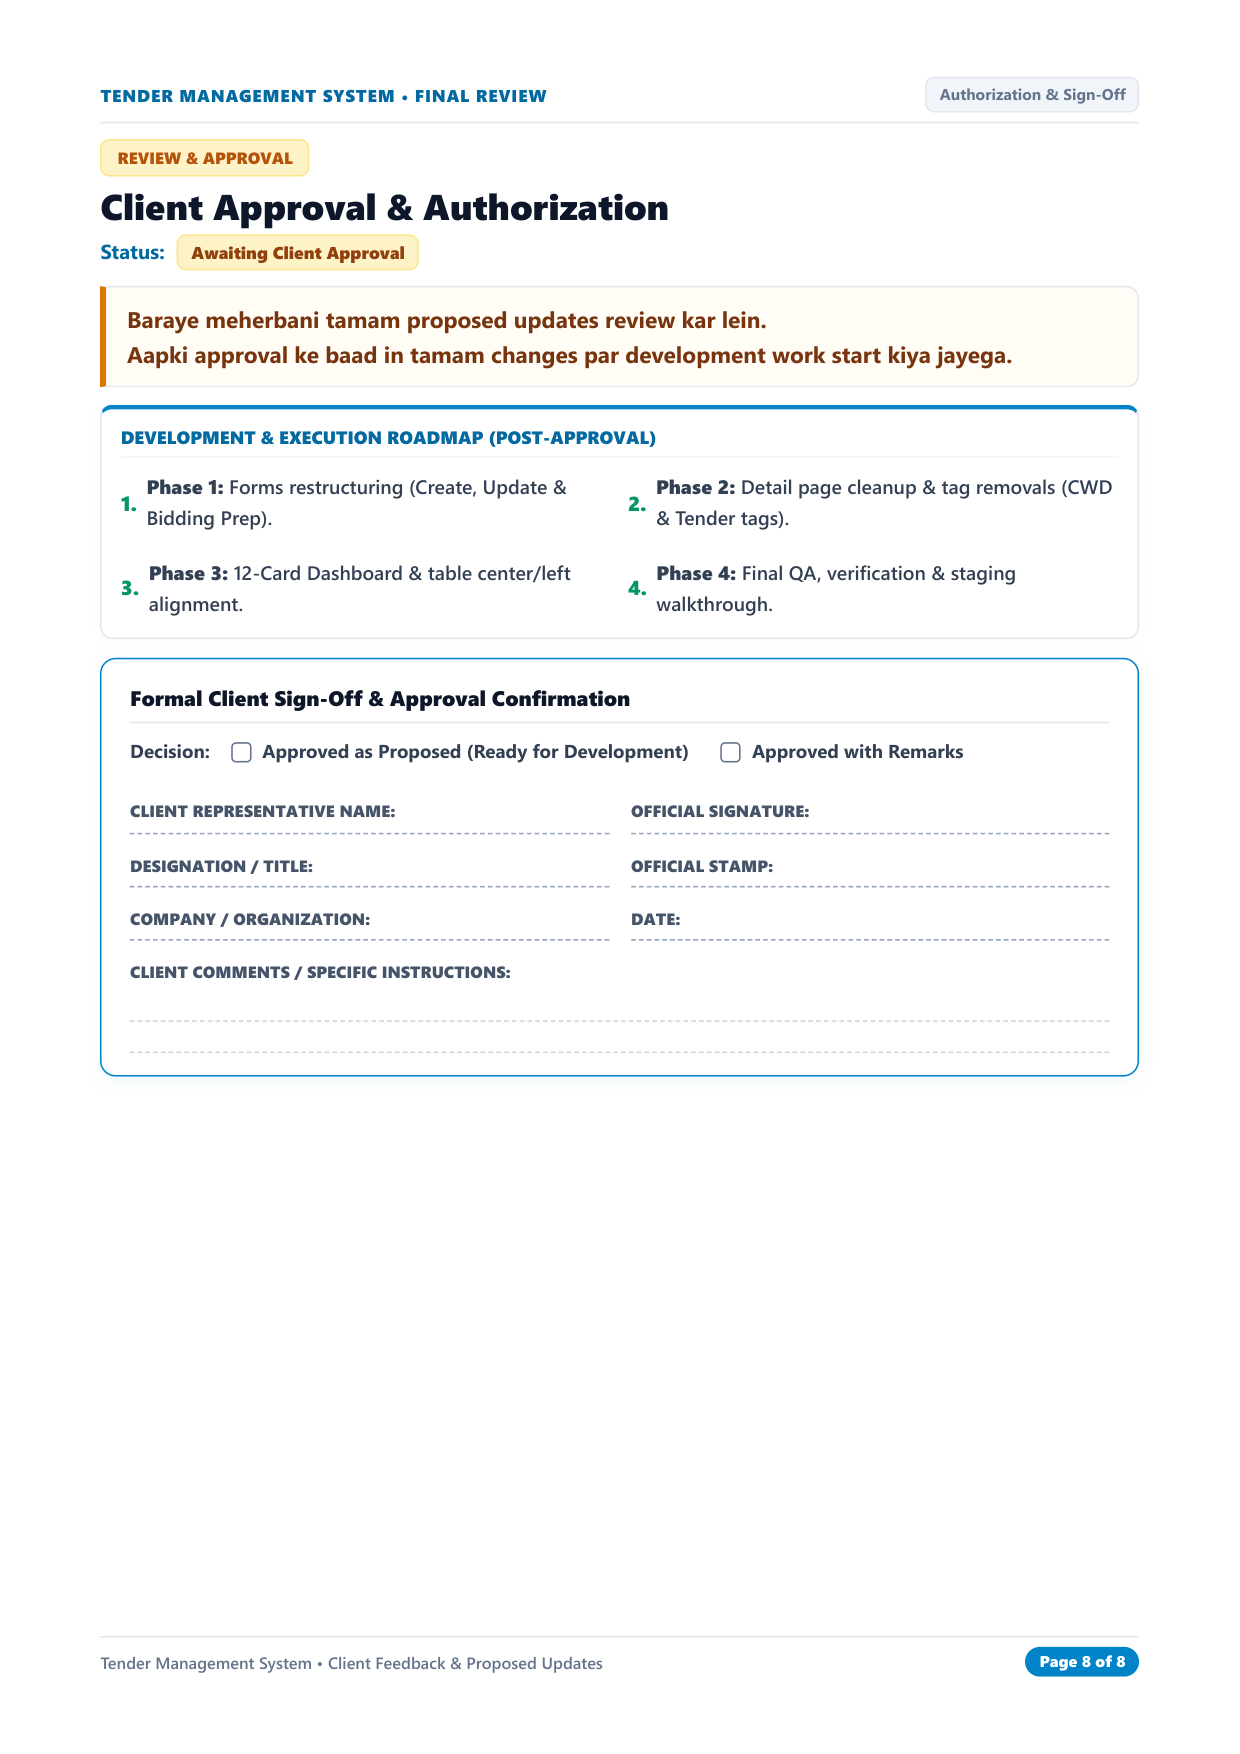 TENDER MANAGEMENT SYSTEM • FINAL REVIEW
Authorization & Sign-Off
REVIEW & APPROVAL
Client Approval & Authorization
Status: Awaiting Client Approval
Baraye meherbani tamam proposed updates review kar lein.
Aapki approval ke baad in tamam changes par development work start kiya jayega.
DEVELOPMENT & EXECUTION ROADMAP (POST-APPROVAL)
1. Phase 1: Forms restructuring (Create, Update &
Bidding Prep).
2. Phase 2: Detail page cleanup & tag removals (CWD
& Tender tags).
3. Phase 3: 12-Card Dashboard & table center/left
alignment.
4. Phase 4: Final QA, verification & staging
walkthrough.
Formal Client Sign-Off & Approval Confirmation
Decision: Approved as Proposed (Ready for Development) Approved with Remarks
CLIENT REPRESENTATIVE NAME:
OFFICIAL SIGNATURE:
DESIGNATION / TITLE:
OFFICIAL STAMP:
COMPANY / ORGANIZATION:
DATE:
CLIENT COMMENTS / SPECIFIC INSTRUCTIONS:
Tender Management System • Client Feedback & Proposed Updates
Page 8 of 8